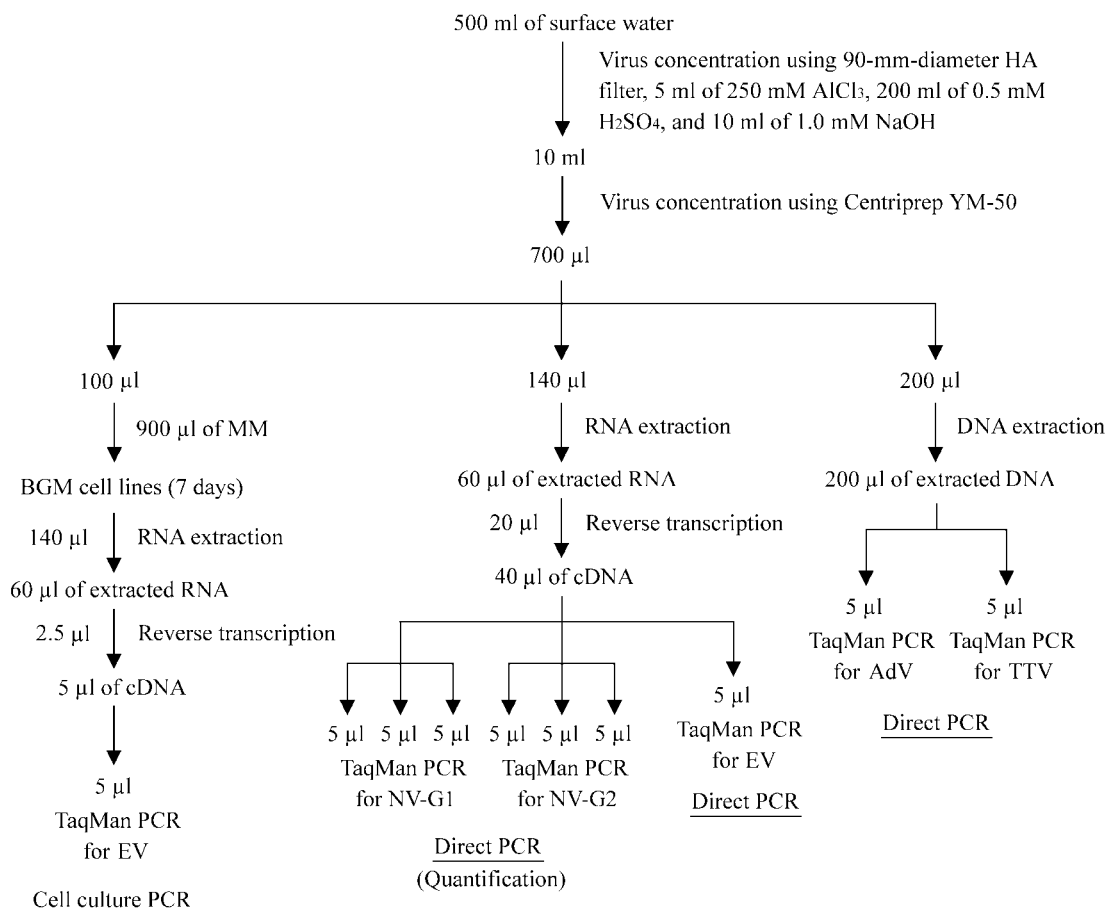 500 ml of surface water
Virus concentration using 90-mm-diameter HA
filter, 5 ml of 250 mM AlCl₃, 200 ml of 0.5 mM
H₂SO₄, and 10 ml of 1.0 mM NaOH
10 ml
Virus concentration using Centriprep YM-50
700 µl
100 µl
900 µl of MM
BGM cell lines (7 days)
140 µl
RNA extraction
60 µl of extracted RNA
2.5 µl
Reverse transcription
5 µl of cDNA
5 µl
TaqMan PCR
for EV
Cell culture PCR
140 µl
RNA extraction
60 µl of extracted RNA
20 µl
Reverse transcription
40 µl of cDNA
5 µl 5 µl 5 µl
TaqMan PCR
for NV-G1
5 µl 5 µl 5 µl
TaqMan PCR
for NV-G2
Direct PCR
(Quantification)
5 µl
TaqMan PCR
for EV
Direct PCR
200 µl
DNA extraction
200 µl of extracted DNA
5 µl
TaqMan PCR
for AdV
5 µl
TaqMan PCR
for TTV
Direct PCR